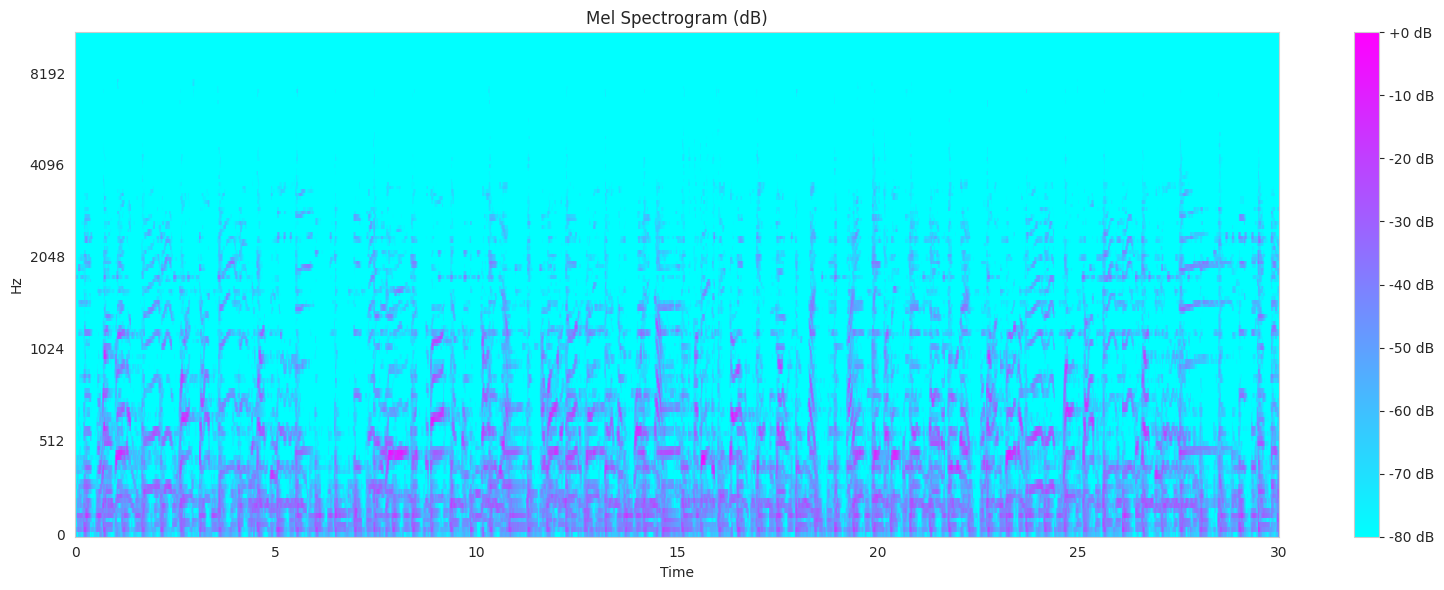 Mel Spectrogram (dB)
Hz
8192
4096
2048
1024
512
0
0 5 10 15 20 25 30
Time
+0 dB
-10 dB
-20 dB
-30 dB
-40 dB
-50 dB
-60 dB
-70 dB
-80 dB